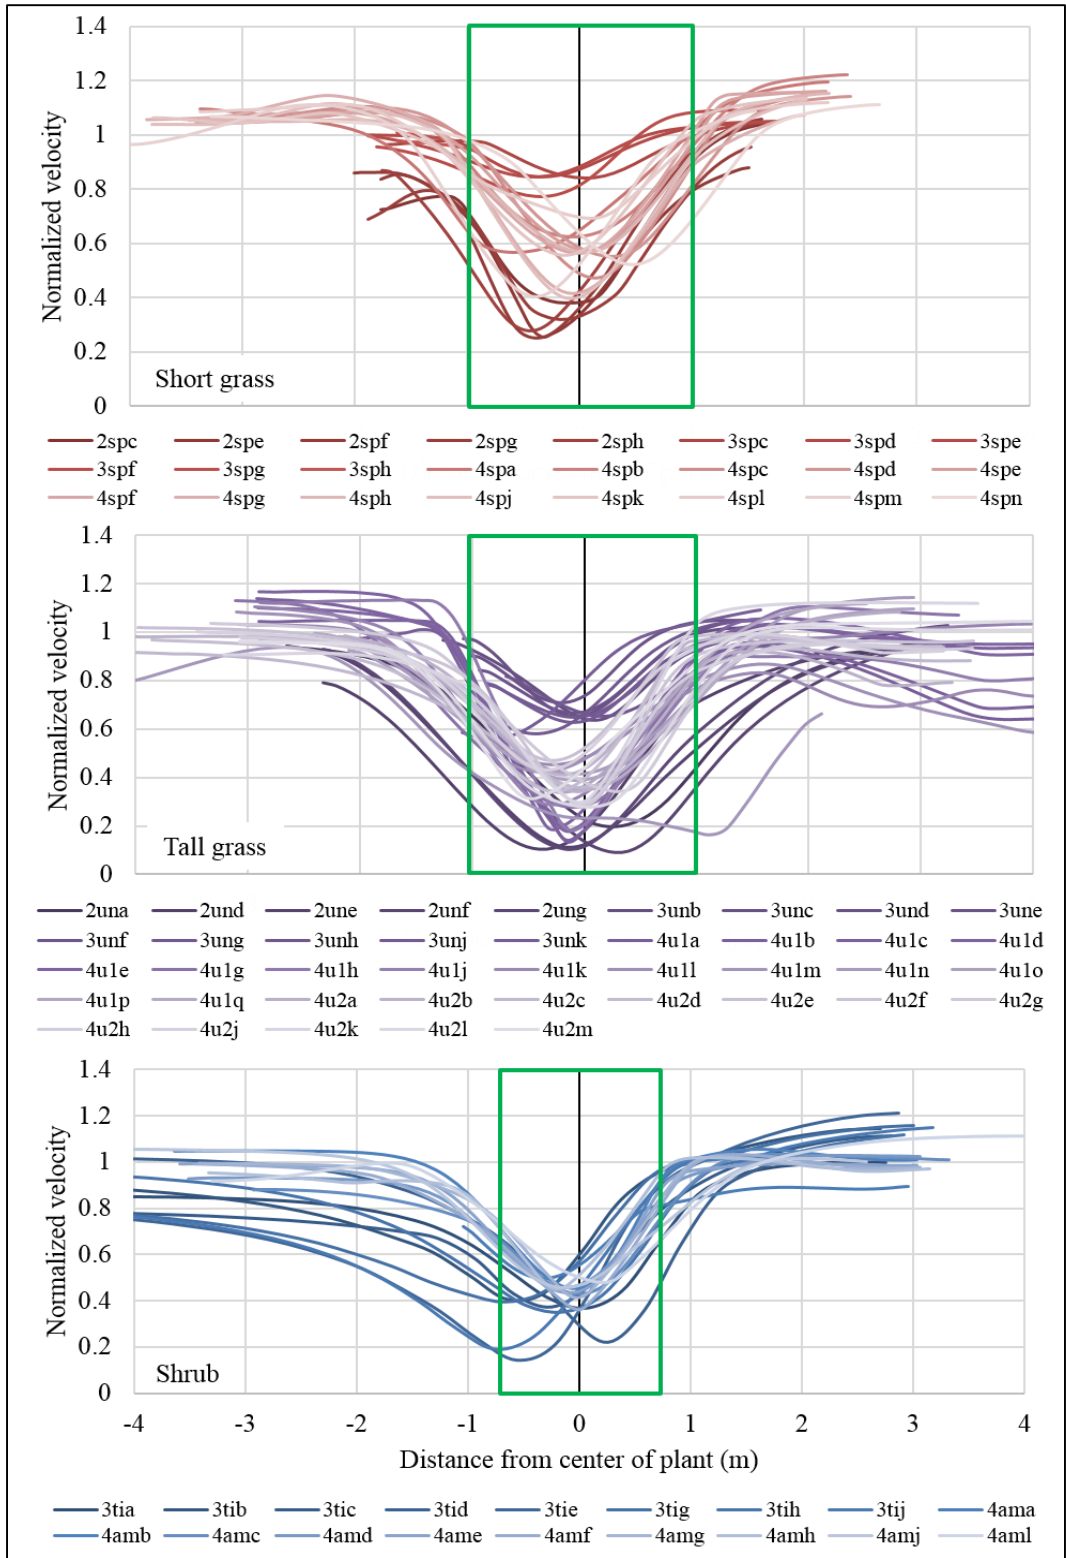 1.4
1.2
1
0.8
0.6
0.4
0.2
0
Normalized velocity
Short grass
2spc 2spe 2spf 2spg 2sph 3spc 3spd 3spe
3spf 3spg 3sph 4spa 4spb 4spc 4spd 4spe
4spf 4spg 4sph 4spj 4spk 4spl 4spm 4spn
1.4
1.2
1
0.8
0.6
0.4
0.2
0
Normalized velocity
Tall grass
2una 2und 2une 2unf 2ung 3unb 3unc 3und 3une
3unf 3ung 3unh 3unj 3unk 4u1a 4u1b 4u1c 4u1d
4u1e 4u1g 4u1h 4u1j 4u1k 4u1l 4u1m 4u1n 4u1o
4u1p 4u1q 4u2a 4u2b 4u2c 4u2d 4u2e 4u2f 4u2g
4u2h 4u2j 4u2k 4u2l 4u2m
1.4
1.2
1
0.8
0.6
0.4
0.2
0
Normalized velocity
Shrub
-4 -3 -2 -1 0 1 2 3 4
Distance from center of plant (m)
3tia 3tib 3tic 3tid 3tie 3tig 3tih 3tij 4ama
4amb 4amc 4amd 4ame 4amf 4amg 4amh 4amj 4aml